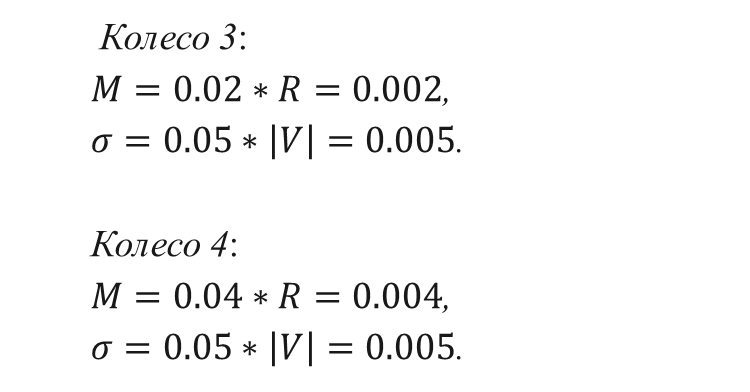 Колесо 3:
𝑀 = 0.02 ∗ 𝑅 = 0.002,
𝜎 = 0.05 ∗ |𝑉| = 0.005.
Колесо 4:
𝑀 = 0.04 ∗ 𝑅 = 0.004,
𝜎 = 0.05 ∗ |𝑉| = 0.005.